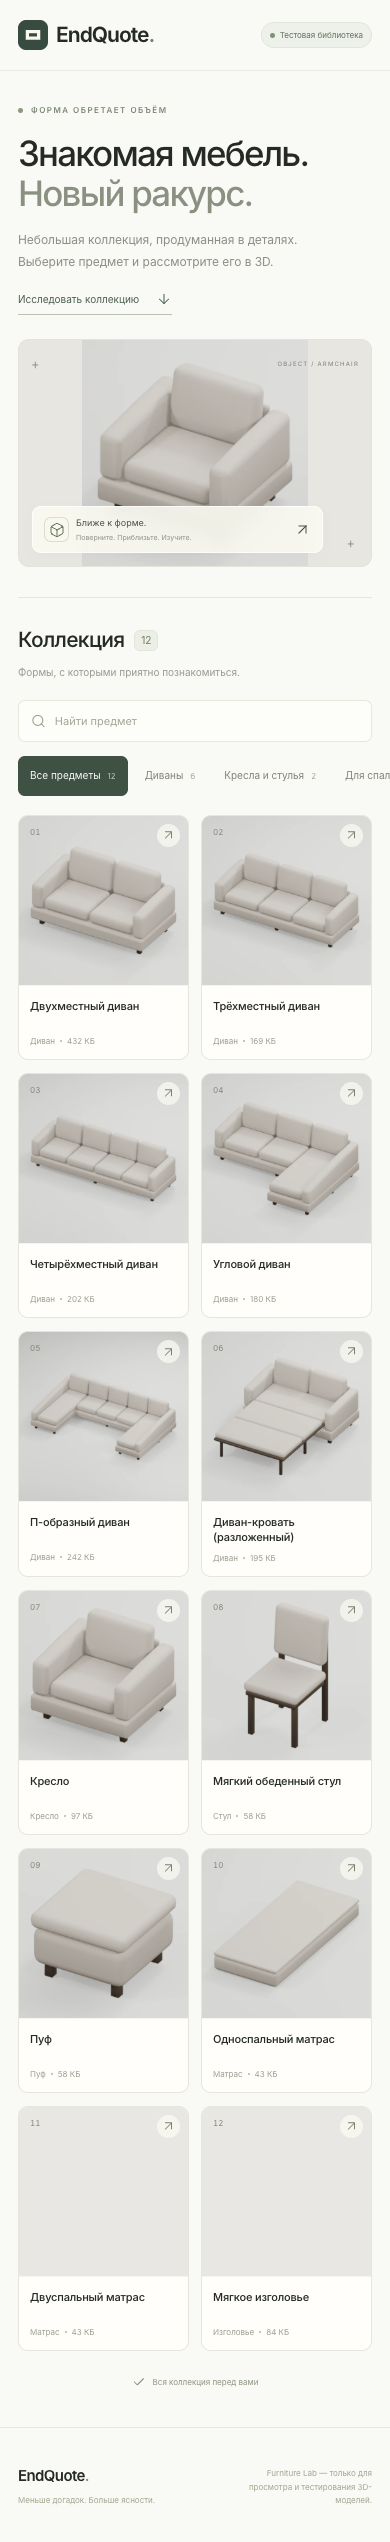 EndQuote.
Тестовая библиотека
ФОРМА ОБРЕТАЕТ ОБЪЁМ
Знакомая мебель.
Новый ракурс.
Небольшая коллекция, продуманная в деталях.
Выберите предмет и рассмотрите его в 3D.
Исследовать коллекцию
OBJECT / ARMCHAIR
Ближе к форме.
Поверните. Приблизьте. Изучите.
Коллекция 12
Формы, с которыми приятно познакомиться.
Найти предмет
Все предметы 12 Диваны 6 Кресла и стулья 2 Для спал
01
Двухместный диван
Диван • 432 КБ
02
Трёхместный диван
Диван • 169 КБ
03
Четырёхместный диван
Диван • 202 КБ
04
Угловой диван
Диван • 180 КБ
05
П-образный диван
Диван • 242 КБ
06
Диван-кровать
(разложенный)
Диван • 195 КБ
07
Кресло
Кресло • 97 КБ
08
Мягкий обеденный стул
Стул • 58 КБ
09
Пуф
Пуф • 58 КБ
10
Односпальный матрас
Матрас • 43 КБ
11
Двуспальный матрас
Матрас • 43 КБ
12
Мягкое изголовье
Изголовье • 84 КБ
Вся коллекция перед вами
EndQuote.
Меньше догадок. Больше ясности.
Furniture Lab — только для
просмотра и тестирования 3D-
моделей.